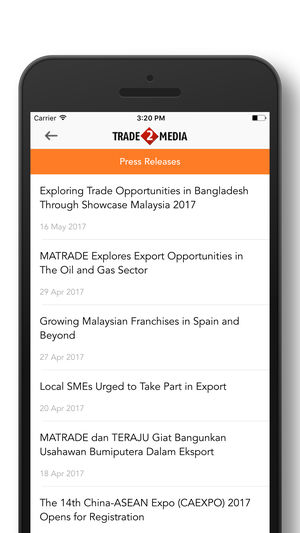 Carrier 3:20 PM
TRADE 2 MEDIA
Press Releases
Exploring Trade Opportunities in Bangladesh
Through Showcase Malaysia 2017
16 May 2017
MATRADE Explores Export Opportunities in
The Oil and Gas Sector
29 Apr 2017
Growing Malaysian Franchises in Spain and
Beyond
27 Apr 2017
Local SMEs Urged to Take Part in Export
20 Apr 2017
MATRADE dan TERAJU Giat Bangunkan
Usahawan Bumiputera Dalam Eksport
18 Apr 2017
The 14th China-ASEAN Expo (CAEXPO) 2017
Opens for Registration